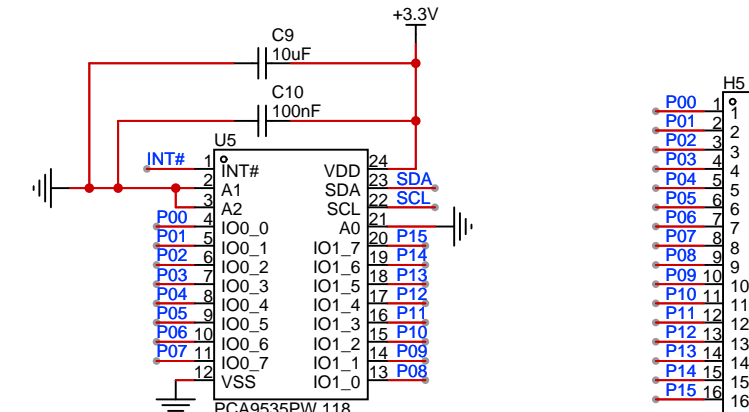 +3.3V
C9
10uF
C10
100nF
U5
INT# 1 INT# VDD 24
2 A1 SDA 23 SDA
3 A2 SCL 22 SCL
P00 4 IO0_0 A0 21
P01 5 IO0_1 IO1_7 20 P15
P02 6 IO0_2 IO1_6 19 P14
P03 7 IO0_3 IO1_5 18 P13
P04 8 IO0_4 IO1_4 17 P12
P05 9 IO0_5 IO1_3 16 P11
P06 10 IO0_6 IO1_2 15 P10
P07 11 IO0_7 IO1_1 14 P09
12 VSS IO1_0 13 P08
PCA9535PW,118
H5
P00 1 1
P01 2 2
P02 3 3
P03 4 4
P04 5 5
P05 6 6
P06 7 7
P07 8 8
P08 9 9
P09 10 10
P10 11 11
P11 12 12
P12 13 13
P13 14 14
P14 15 15
P15 16 16